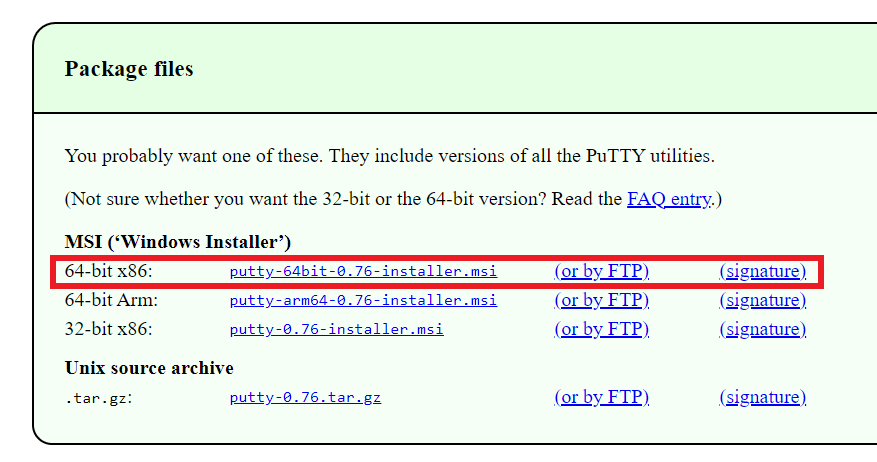 Package files
You probably want one of these. They include versions of all the PuTTY utilities.
(Not sure whether you want the 32-bit or the 64-bit version? Read the FAQ entry.)
MSI (‘Windows Installer’)
64-bit x86: putty-64bit-0.76-installer.msi (or by FTP) (signature)
64-bit Arm: putty-arm64-0.76-installer.msi (or by FTP) (signature)
32-bit x86: putty-0.76-installer.msi (or by FTP) (signature)
Unix source archive
.tar.gz: putty-0.76.tar.gz (or by FTP) (signature)